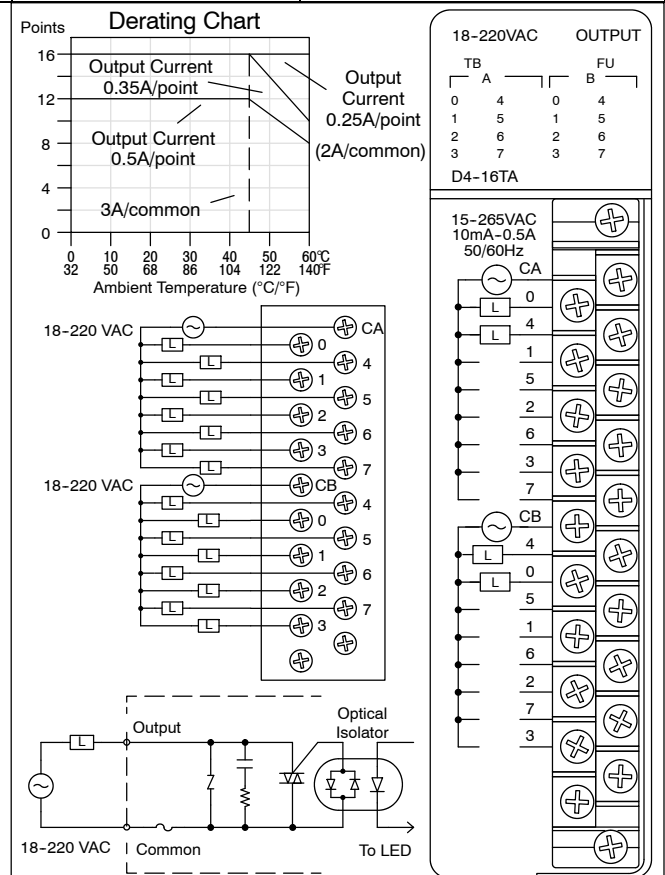 Derating Chart
Points
16
12
8
4
0
Output Current
0.35A/point
Output
Current
0.25A/point
(2A/common)
Output Current
0.5A/point
3A/common
0 10 20 30 40 50 60°C
32 50 68 86 104 122 140°F
Ambient Temperature (°C/°F)
18-220 VAC
CA
L
0
L
4
L
1
L
5
L
2
L
6
L
3
L
7
18-220 VAC
CB
L
4
L
0
L
5
L
1
L
6
L
2
L
7
L
3
Output
Optical
Isolator
L
18-220 VAC
Common
To LED
18-220VAC OUTPUT
TB FU
A B
0 4 0 4
1 5 1 5
2 6 2 6
3 7 3 7
D4-16TA
15-265VAC
10mA-0.5A
50/60Hz
CA
L
0
L
4
1
5
2
6
3
7
CB
L
4
L
0
5
1
6
2
7
3